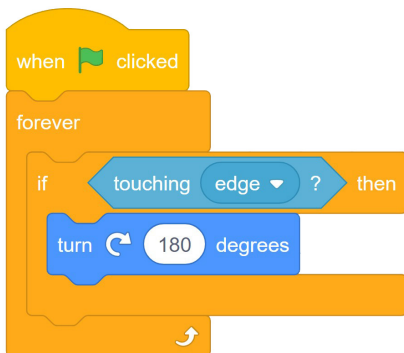 when clicked
forever
if touching edge ? then
turn 180 degrees